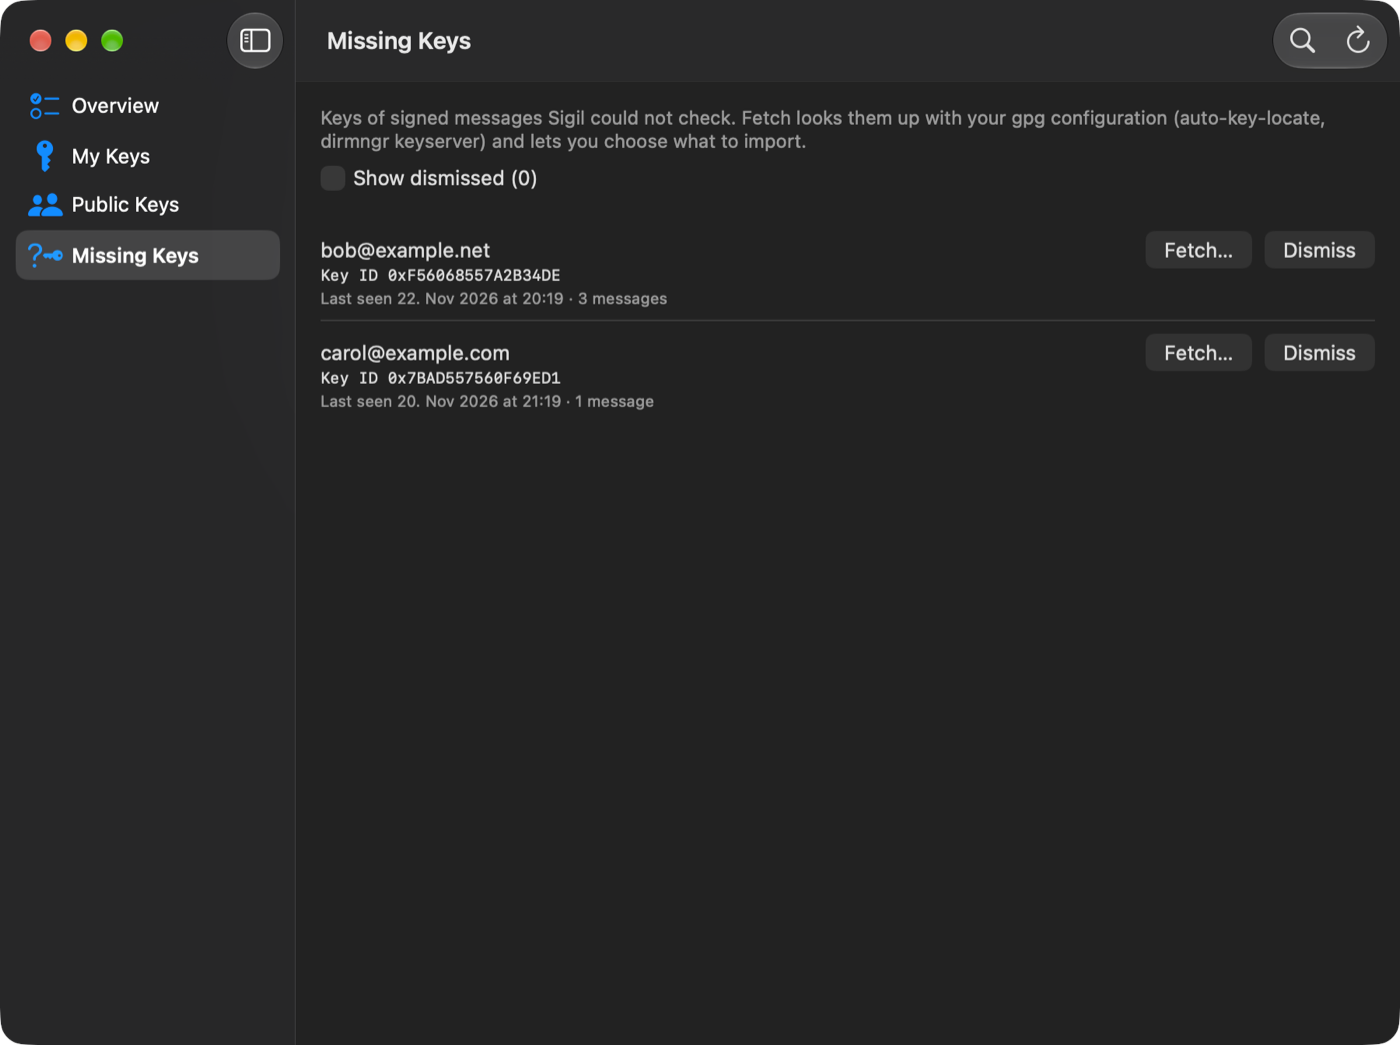 Missing Keys
Overview
My Keys
Public Keys
Missing Keys
Keys of signed messages Sigil could not check. Fetch looks them up with your gpg configuration (auto-key-locate,
dirmngr keyserver) and lets you choose what to import.
Show dismissed (0)
bob@example.net
Key ID 0xF56068557A2B34DE
Last seen 22. Nov 2026 at 20:19 · 3 messages
Fetch... Dismiss
carol@example.com
Key ID 0x7BAD557560F69ED1
Last seen 20. Nov 2026 at 21:19 · 1 message
Fetch... Dismiss